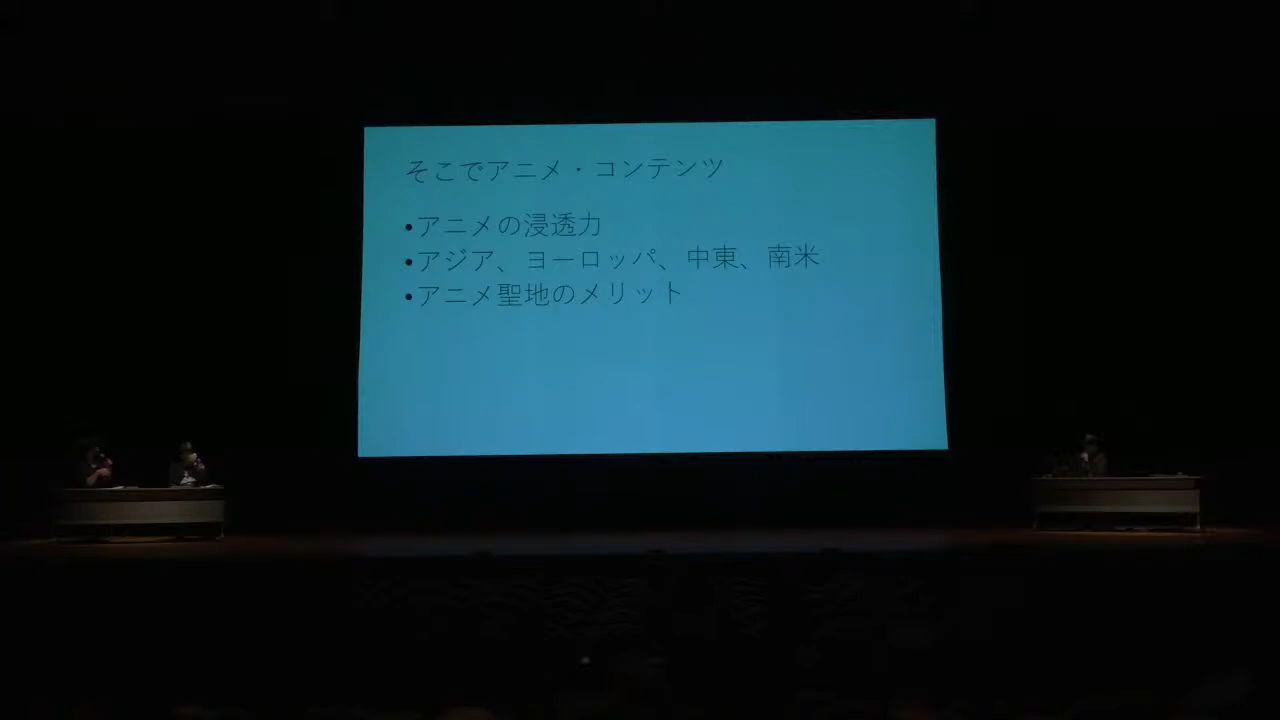 そこでアニメ・コンテンツ
•アニメの浸透力
•アジア、ヨーロッパ、中東、南米
•アニメ聖地のメリット